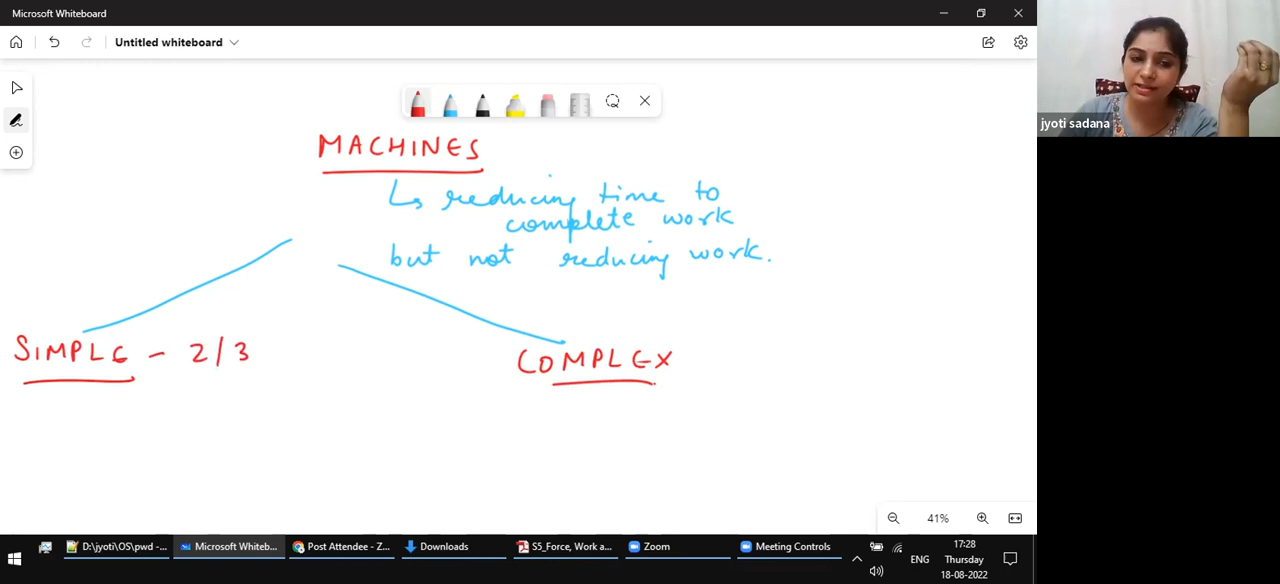 Microsoft Whiteboard
Untitled whiteboard
jyoti sadana
MACHINES
↳ reducing time to
complete work
but not reducing work.
SIMPLE - 2/3
COMPLEX
41%
D:\jyoti\OS\pwd -...
Microsoft Whiteb...
Post Attendee - Z...
Downloads
S5_Force, Work a...
Zoom
Meeting Controls
ENG
17:28
Thursday
18-08-2022